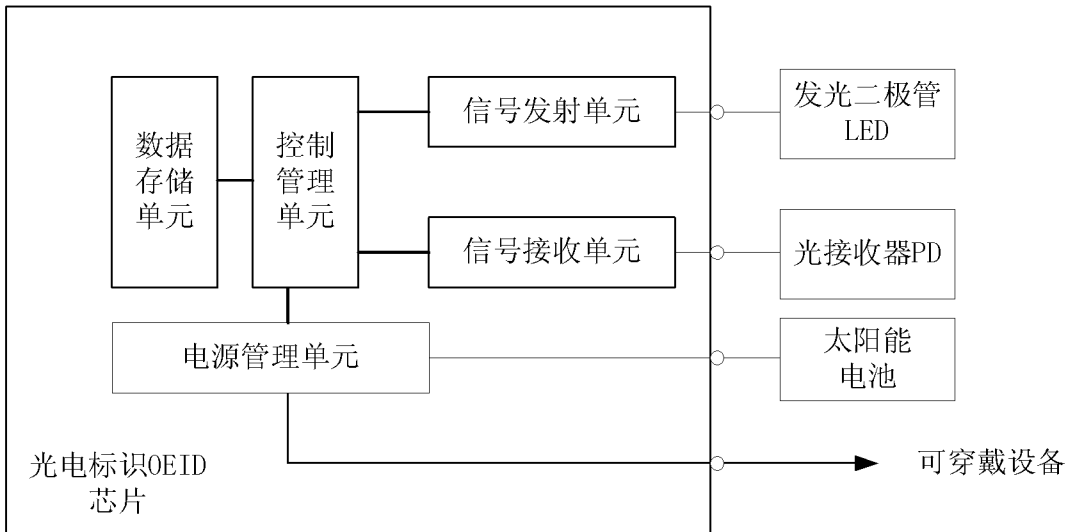 数据
存储
单元
控制
管理
单元
信号发射单元
发光二极管
LED
信号接收单元
光接收器PD
电源管理单元
太阳能
电池
光电标识OEID
芯片
可穿戴设备